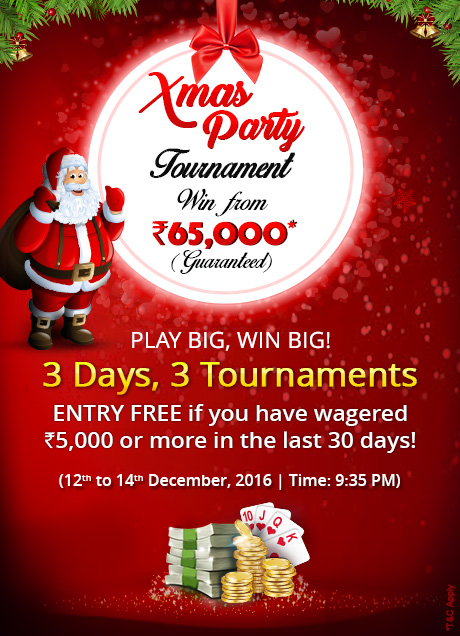 Xmas
Party
Tournament
Win from
₹65,000*
(Guaranteed)
PLAY BIG, WIN BIG!
3 Days, 3 Tournaments
ENTRY FREE if you have wagered
₹5,000 or more in the last 30 days!
(12th to 14th December, 2016 | Time: 9:35 PM)
10 J Q K
*T&C Apply